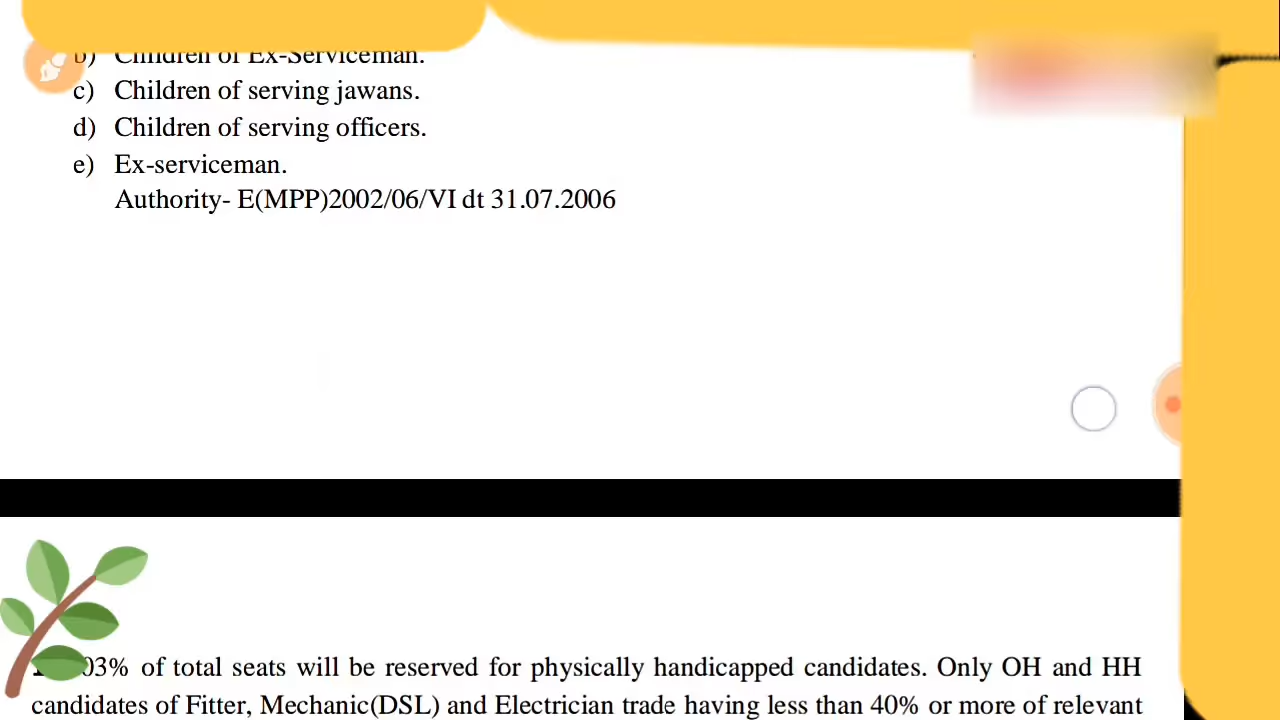 b) Children of Ex-Serviceman.
c) Children of serving jawans.
d) Children of serving officers.
e) Ex-serviceman.
Authority- E(MPP)2002/06/VI dt 31.07.2006
03% of total seats will be reserved for physically handicapped candidates. Only OH and HH
candidates of Fitter, Mechanic(DSL) and Electrician trade having less than 40% or more of relevant